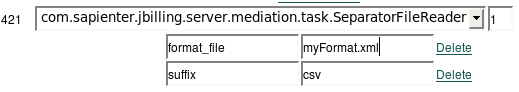 421 com.sapienter.jbilling.server.mediation.task.SeparatorFileReader 1
format_file myFormat.xml Delete
suffix csv Delete